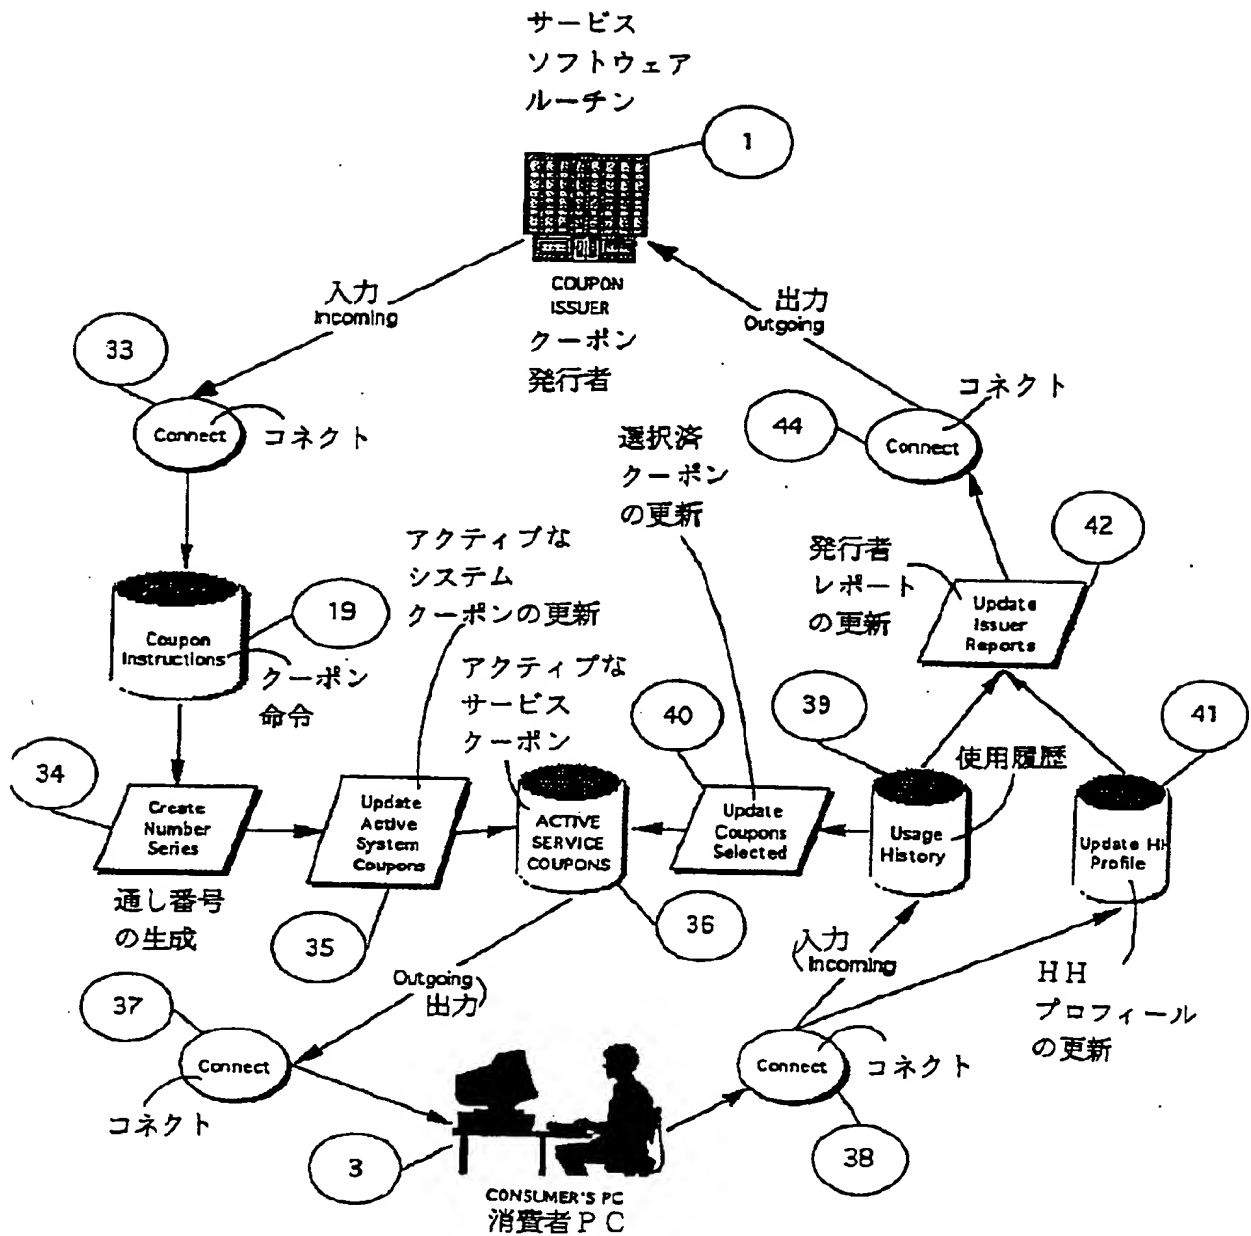 サービス
ソフトウェア
ルーチン
1
COUPON
ISSUER
クーポン
発行者
入力
Incoming
出力
Outgoing
33
Connect
コネクト
44
Connect
コネクト
選択済
クーポン
の更新
42
発行者
レポート
の更新
Update
Issuer
Reports
アクティブな
システム
クーポンの更新
19
Coupon
Instructions
クーポン
命令
アクティブな
サービス
クーポン
40
39
41
使用履歴
34
Create
Number
Series
通し番号
の生成
Update
Active
System
Coupons
35
ACTIVE
SERVICE
COUPONS
36
Update
Coupons
Selected
Usage
History
Update HH
Profile
入力
Incoming
HH
プロフィール
の更新
Outgoing
出力
37
Connect
コネクト
Connect
コネクト
38
3
CONSUMER'S PC
消費者PC